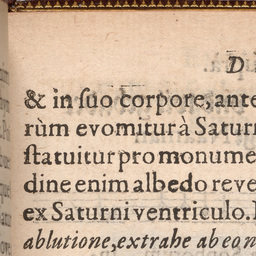 D
& in ſuo corpore, ante
rùm evomitur à Saturn
ſtatuitur pro monume
dine enim albedo reve
ex Saturni ventriculo.
ablutione, extrahe ab eo n